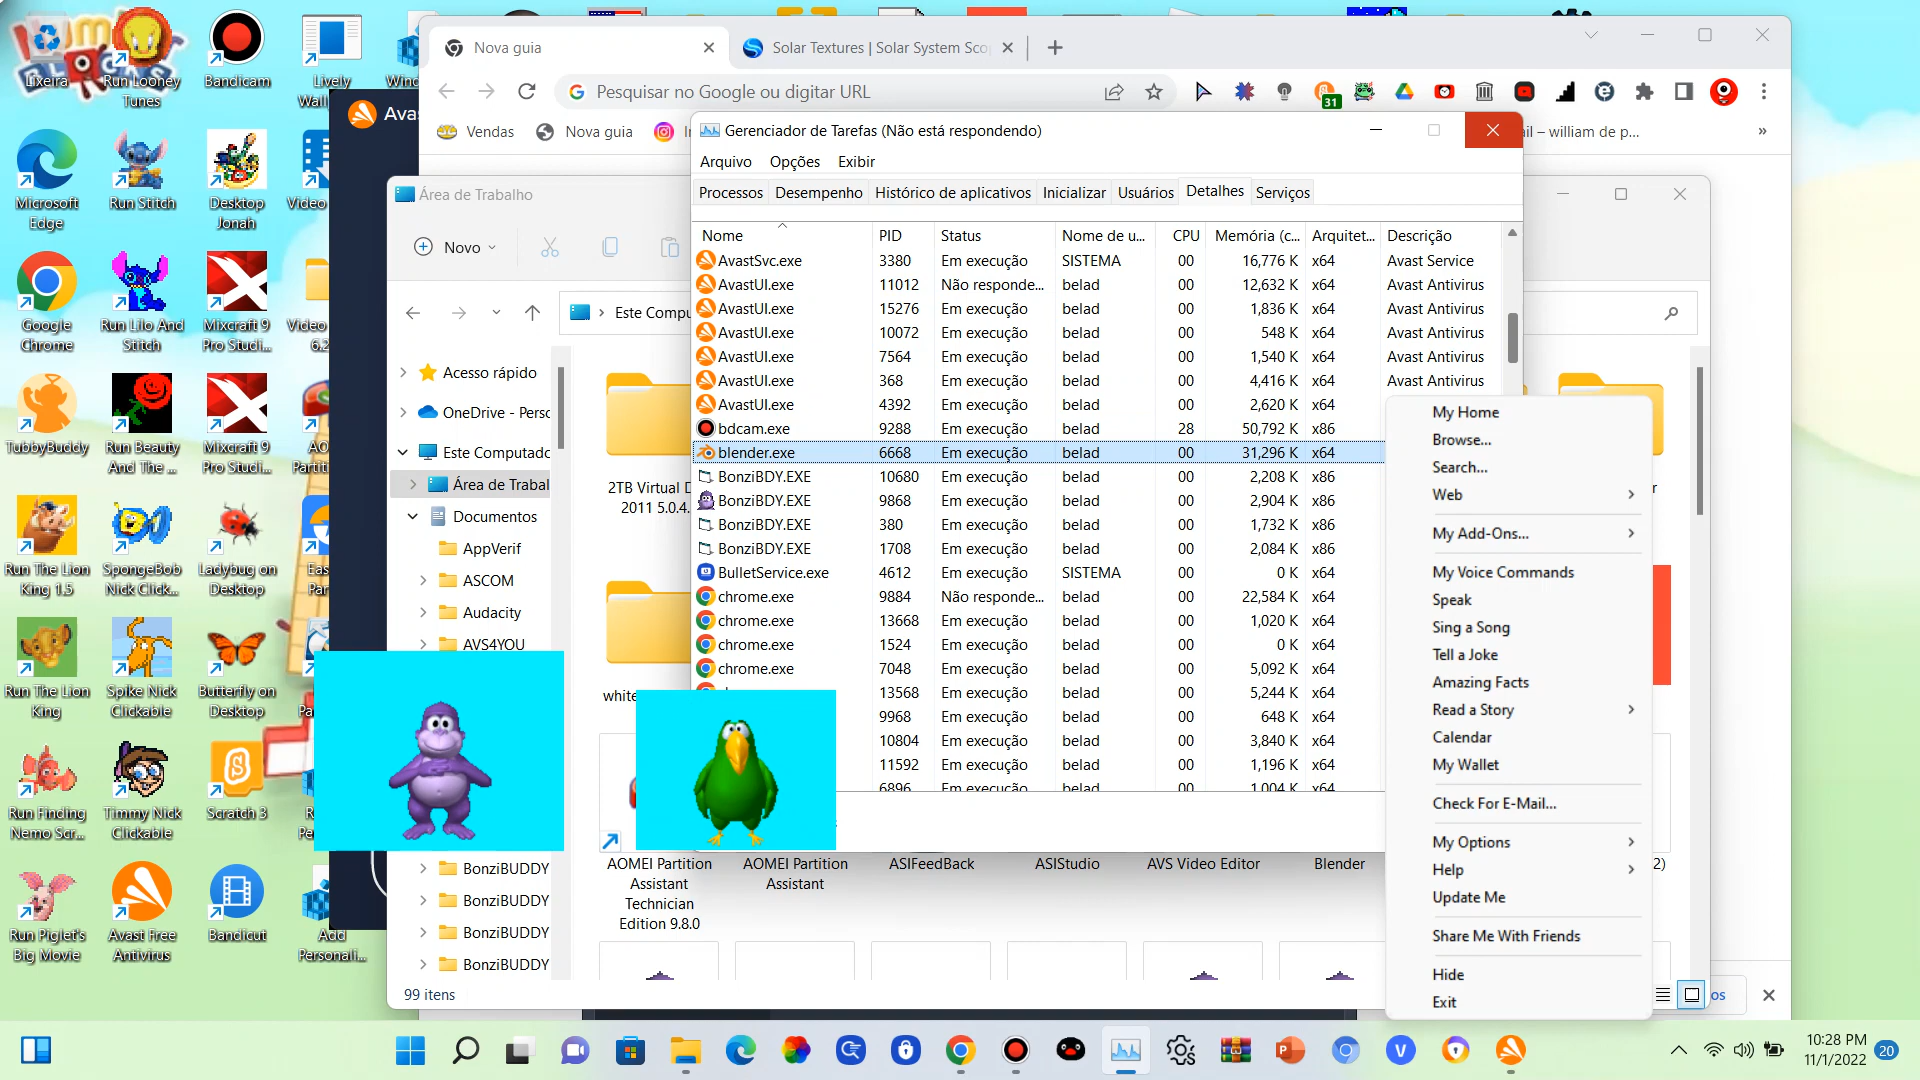 Lixeira
Run Looney Tunes
Bandicam
Lively
Microsoft Edge
Run Stitch
Desktop Jonah
Video
Google Chrome
Run Lilo And Stitch
Mixcraft 9 Pro Studi...
Video
TubbyBuddy
Run Beauty And The ...
Mixcraft 9 Pro Studi...
Run The Lion King 1.5
SpongeBob Nick Click...
Ladybug on Desktop
Run The Lion King
Spike Nick Clickable
Butterfly on Desktop
Run Finding Nemo Scr...
Timmy Nick Clickable
Scratch 3
Run Piglet's Big Movie
Avast Free Antivirus
Bandicut
Add Personali...
Nova guia
Solar Textures | Solar System Sco
Pesquisar no Google ou digitar URL
31
Vendas
Nova guia
– william de p...
»
Área de Trabalho
Novo
Este Compu
Acesso rápido
OneDrive - Perso
Este Computado
Área de Trabal
Documentos
AppVerif
ASCOM
Audacity
AVS4YOU
BonziBUDDY
BonziBUDDY
BonziBUDDY
BonziBUDDY
99 itens
2TB Virtual D
2011 5.0.4.
white
AOMEI Partition Assistant Technician Edition 9.8.0
AOMEI Partition Assistant
ASIFeedBack
ASIStudio
AVS Video Editor
Blender
2)
Gerenciador de Tarefas (Não está respondendo)
Arquivo Opções Exibir
Processos Desempenho Histórico de aplicativos Inicializar Usuários Detalhes Serviços
Nome PID Status Nome de u... CPU Memória (c... Arquitet... Descrição
AvastSvc.exe 3380 Em execução SISTEMA 00 16,776 K x64 Avast Service
AvastUI.exe 11012 Não responde... belad 00 12,632 K x64 Avast Antivirus
AvastUI.exe 15276 Em execução belad 00 1,836 K x64 Avast Antivirus
AvastUI.exe 10072 Em execução belad 00 548 K x64 Avast Antivirus
AvastUI.exe 7564 Em execução belad 00 1,540 K x64 Avast Antivirus
AvastUI.exe 368 Em execução belad 00 4,416 K x64 Avast Antivirus
AvastUI.exe 4392 Em execução belad 00 2,620 K x64 Avast Antivirus
bdcam.exe 9288 Em execução belad 28 50,792 K x86
blender.exe 6668 Em execução belad 00 31,296 K x64
BonziBDY.EXE 10680 Em execução belad 00 2,208 K x86
BonziBDY.EXE 9868 Em execução belad 00 2,904 K x86
BonziBDY.EXE 380 Em execução belad 00 1,732 K x86
BonziBDY.EXE 1708 Em execução belad 00 2,084 K x86
BulletService.exe 4612 Em execução SISTEMA 00 0 K x64
chrome.exe 9884 Não responde... belad 00 22,584 K x64
chrome.exe 13668 Em execução belad 00 1,020 K x64
chrome.exe 1524 Em execução belad 00 0 K x64
chrome.exe 7048 Em execução belad 00 5,092 K x64
13568 Em execução belad 00 5,244 K x64
9968 Em execução belad 00 648 K x64
10804 Em execução belad 00 3,840 K x64
11592 Em execução belad 00 1,196 K x64
6896 Em execução belad 00 1,004 K x64
My Home
Browse...
Search...
Web
My Add-Ons...
My Voice Commands
Speak
Sing a Song
Tell a Joke
Amazing Facts
Read a Story
Calendar
My Wallet
Check For E-Mail...
My Options
Help
Update Me
Share Me With Friends
Hide
Exit
os
10:28 PM
11/1/2022
20